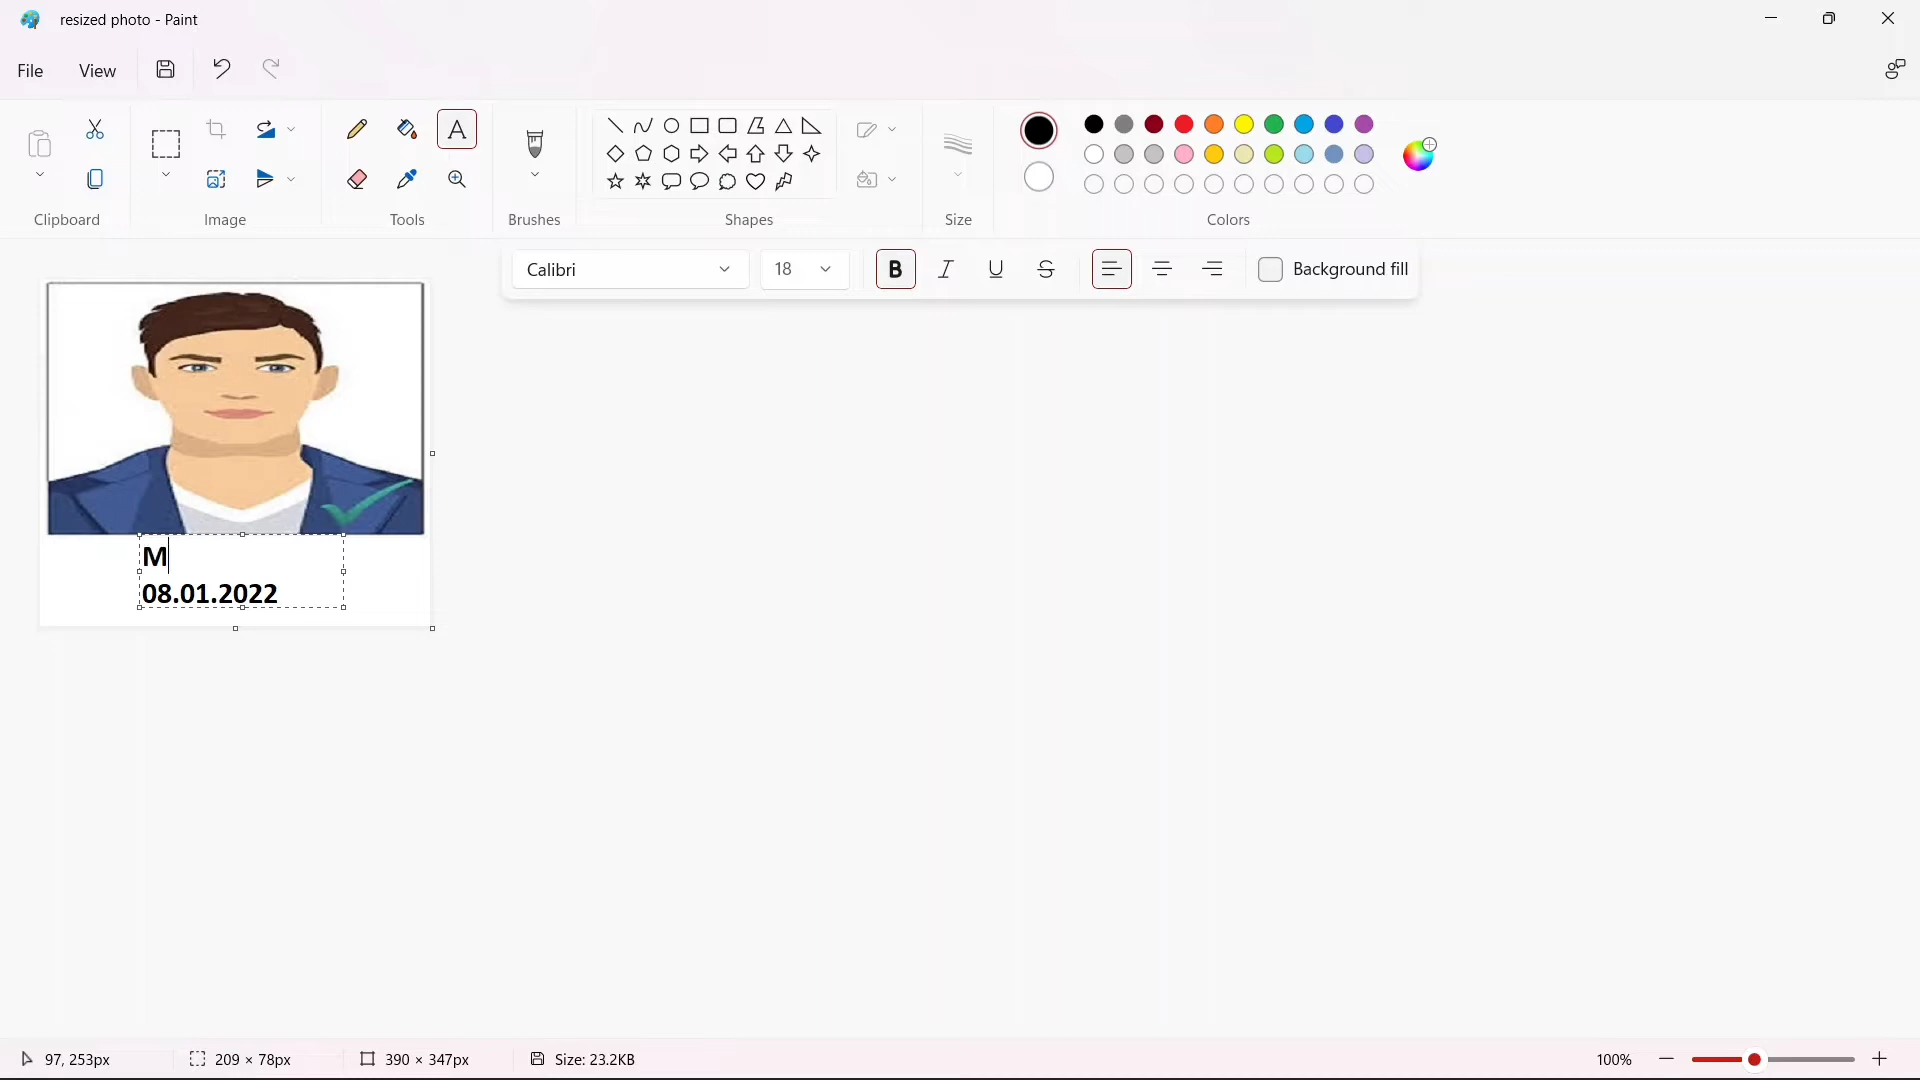 resized photo - Paint
File View
Clipboard Image Tools Brushes Shapes Size Colors
Calibri 18 B I U S Background fill
M
08.01.2022
97, 253px 209 × 78px 390 × 347px Size: 23.2KB 100%